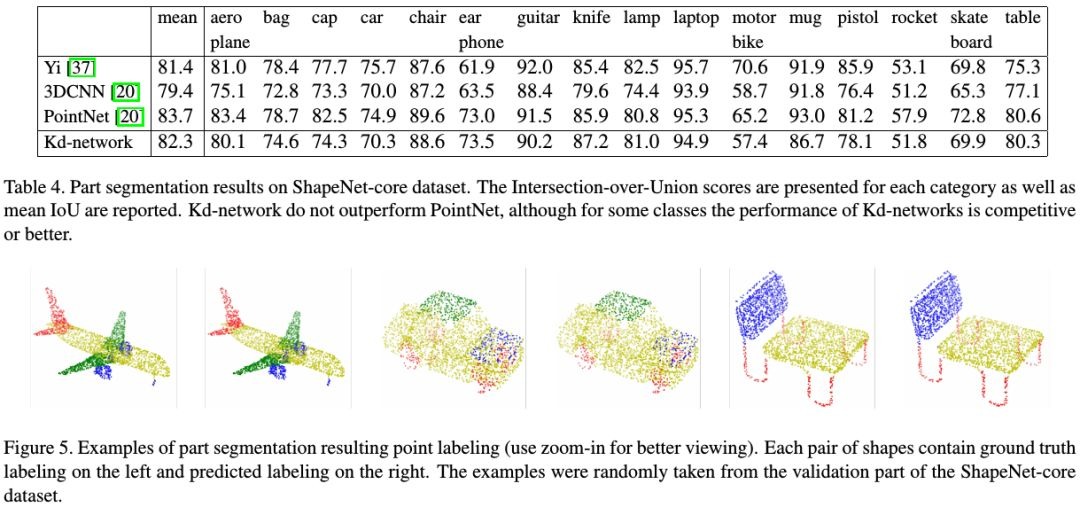 mean aero bag cap car chair ear guitar knife lamp laptop motor mug pistol rocket skate table
plane phone bike board
Yi [37] 81.4 81.0 78.4 77.7 75.7 87.6 61.9 92.0 85.4 82.5 95.7 70.6 91.9 85.9 53.1 69.8 75.3
3DCNN [20] 79.4 75.1 72.8 73.3 70.0 87.2 63.5 88.4 79.6 74.4 93.9 58.7 91.8 76.4 51.2 65.3 77.1
PointNet [20] 83.7 83.4 78.7 82.5 74.9 89.6 73.0 91.5 85.9 80.8 95.3 65.2 93.0 81.2 57.9 72.8 80.6
Kd-network 82.3 80.1 74.6 74.3 70.3 88.6 73.5 90.2 87.2 81.0 94.9 57.4 86.7 78.1 51.8 69.9 80.3
Table 4. Part segmentation results on ShapeNet-core dataset. The Intersection-over-Union scores are presented for each category as well as
mean IoU are reported. Kd-network do not outperform PointNet, although for some classes the performance of Kd-networks is competitive
or better.
Figure 5. Examples of part segmentation resulting point labeling (use zoom-in for better viewing). Each pair of shapes contain ground truth
labeling on the left and predicted labeling on the right. The examples were randomly taken from the validation part of the ShapeNet-core
dataset.